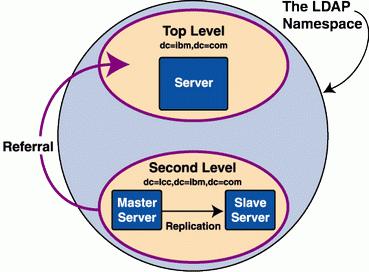 The LDAP
Namespace
Top Level
dc=ibm,dc=com
Server
Referral
Second Level
dc=lcc,dc=ibm,dc=com
Master
Server
Slave
Server
Replication